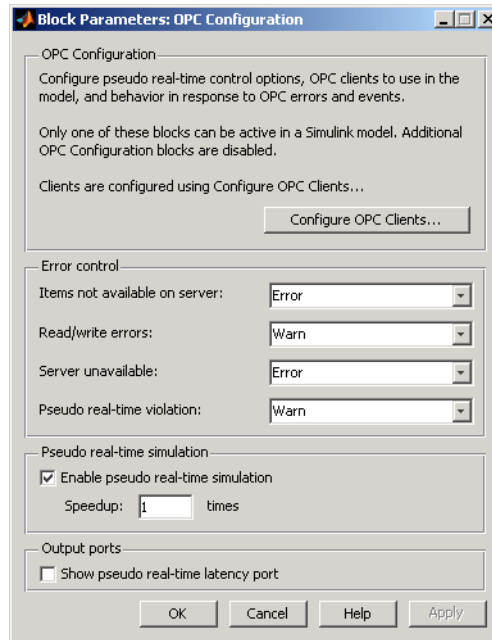 Block Parameters: OPC Configuration
OPC Configuration
Configure pseudo real-time control options, OPC clients to use in the
model, and behavior in response to OPC errors and events.
Only one of these blocks can be active in a Simulink model. Additional
OPC Configuration blocks are disabled.
Clients are configured using Configure OPC Clients...
Configure OPC Clients...
Error control
Items not available on server: Error
Read/write errors: Warn
Server unavailable: Error
Pseudo real-time violation: Warn
Pseudo real-time simulation
Enable pseudo real-time simulation
Speedup: 1 times
Output ports
Show pseudo real-time latency port
OK Cancel Help Apply